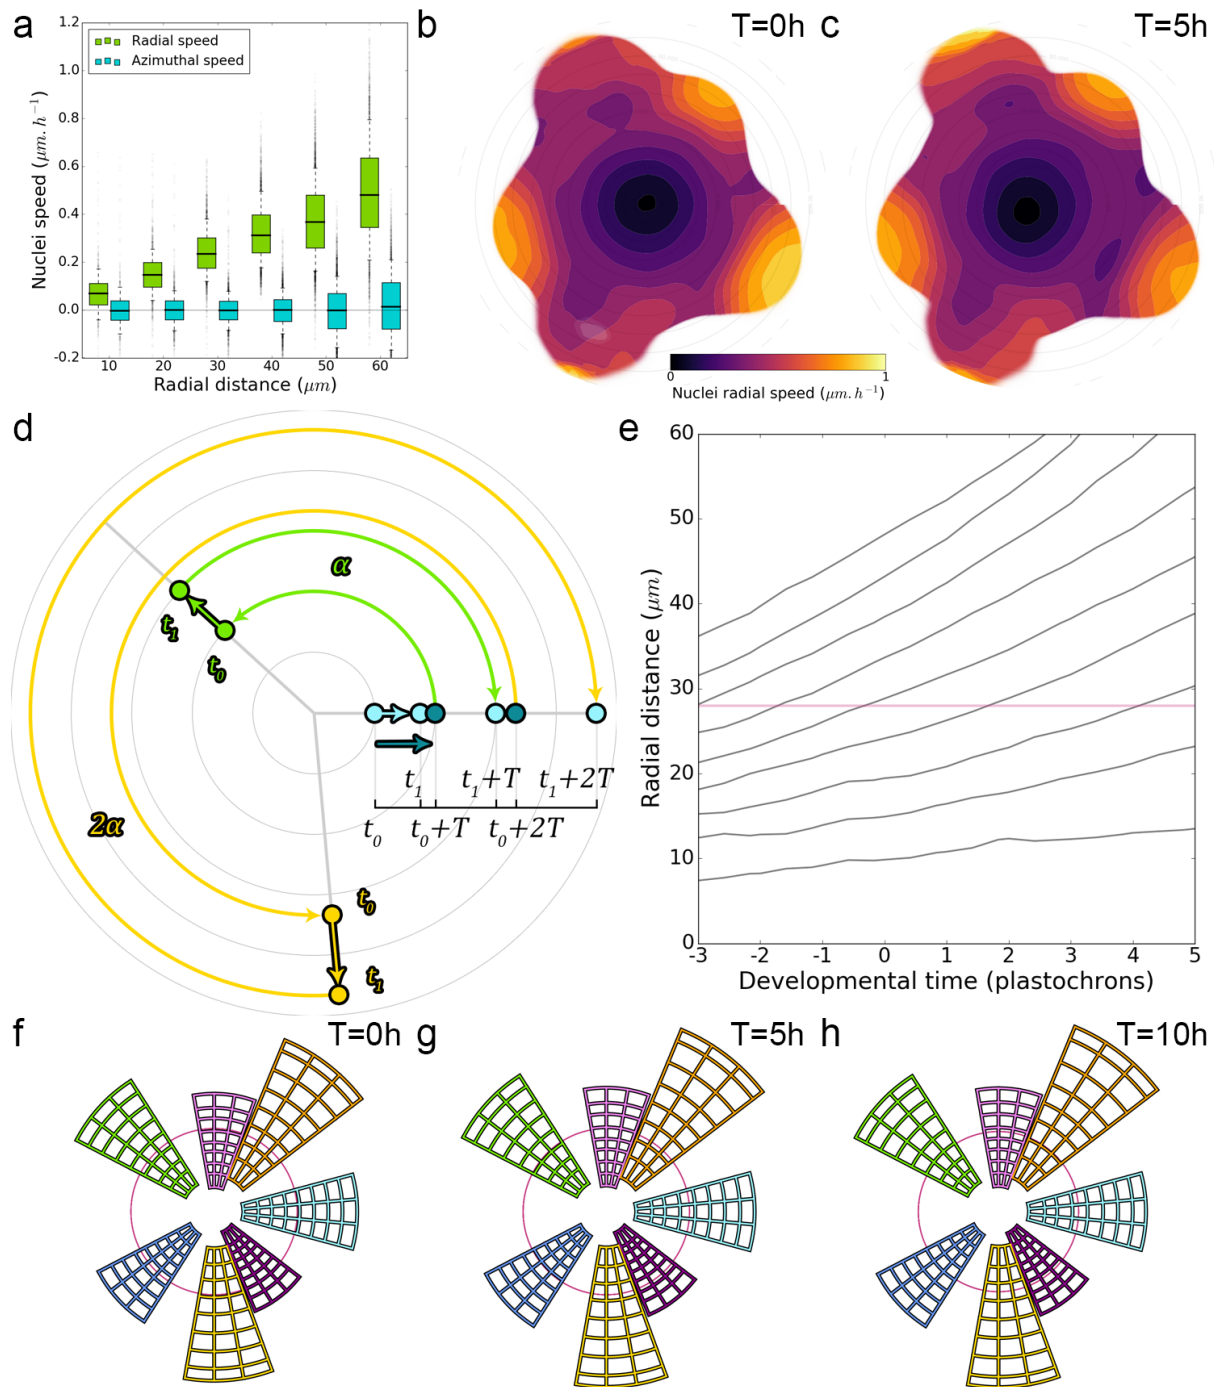 a
Radial speed
Azimuthal speed
Nuclei speed (μm.h⁻¹)
1.2
1.0
0.8
0.6
0.4
0.2
0.0
-0.2
10 20 30 40 50 60
Radial distance (μm)
b
T=0h
c
T=5h
0 1
Nuclei radial speed (μm.h⁻¹)
d
α
t₁
t₀
2α
t₀
t₁
t₁ t₁+T t₁+2T
t₀ t₀+T t₀+2T
e
Radial distance (μm)
60
50
40
30
20
10
0
-3 -2 -1 0 1 2 3 4 5
Developmental time (plastochrons)
f
T=0h
g
T=5h
h
T=10h